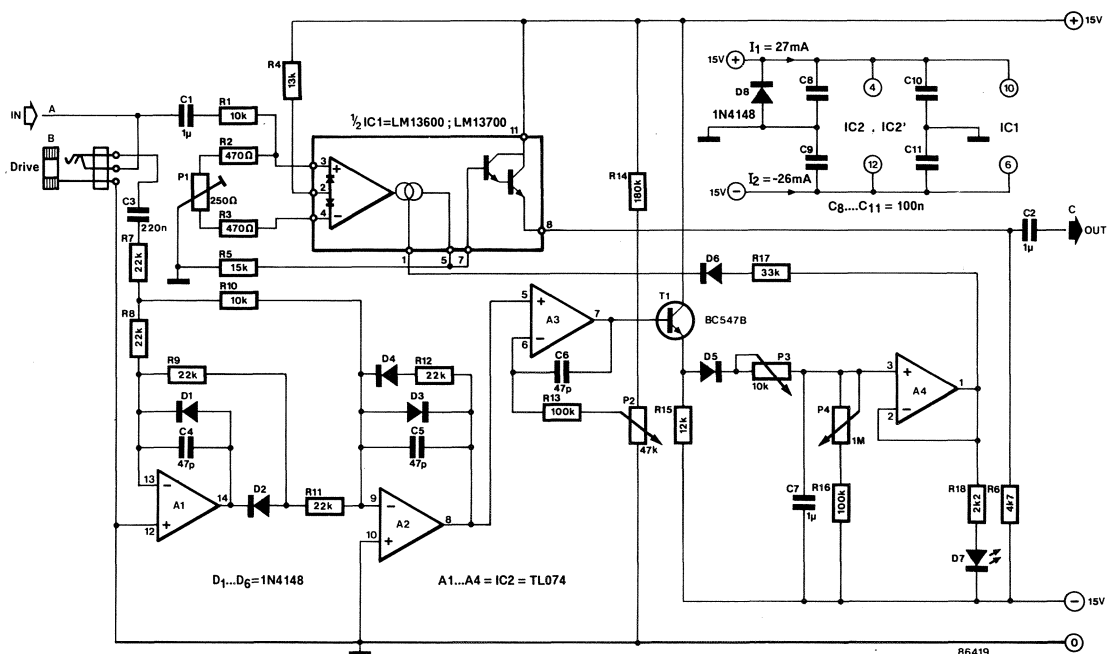 15V
I1 = 27mA
15V
R4
13k
C8
C10
D8
4
10
1N4148
IC2 , IC2'
IC1
C9
C11
12
6
15V
I2 = -26mA
C8....C11 = 100n
IN
A
C1
1µ
R1
10k
½ IC1=LM13600 ; LM13700
11
B
Drive
R2
470Ω
P1
250Ω
R3
470Ω
3
2
4
R14
180k
C3
220n
8
C2
1µ
C
OUT
R7
22k
R5
15k
1
5
7
D6
R17
33k
R10
10k
T1
BC547B
R8
22k
5
A3
7
6
C6
47p
R9
22k
D4
R12
22k
D5
P3
10k
3
A4
1
2
D1
D3
R13
100k
P2
47k
R15
12k
P4
1M
C4
47p
C5
47p
13
A1
14
12
D2
R11
22k
9
A2
8
10
C7
1µ
R16
100k
R18
2k2
R6
4k7
D7
D1...D6=1N4148
A1...A4 = IC2 = TL074
15V
0
86419